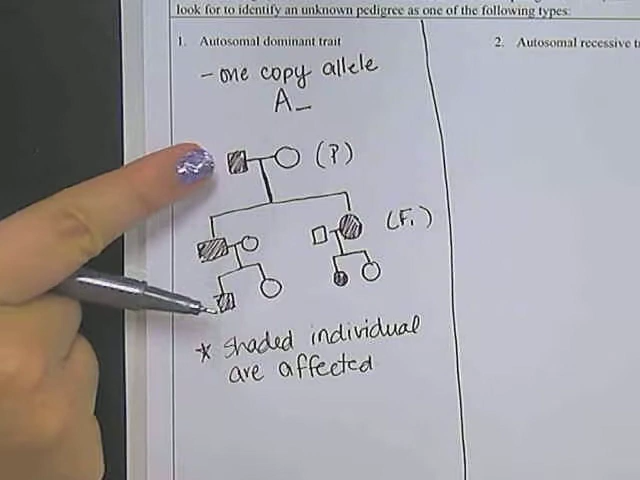 look for to identify an unknown pedigree as one of the following types:
1. Autosomal dominant trait
2. Autosomal recessive
- one copy allele
A_
(P)
(F₁)
* shaded individual
are affected